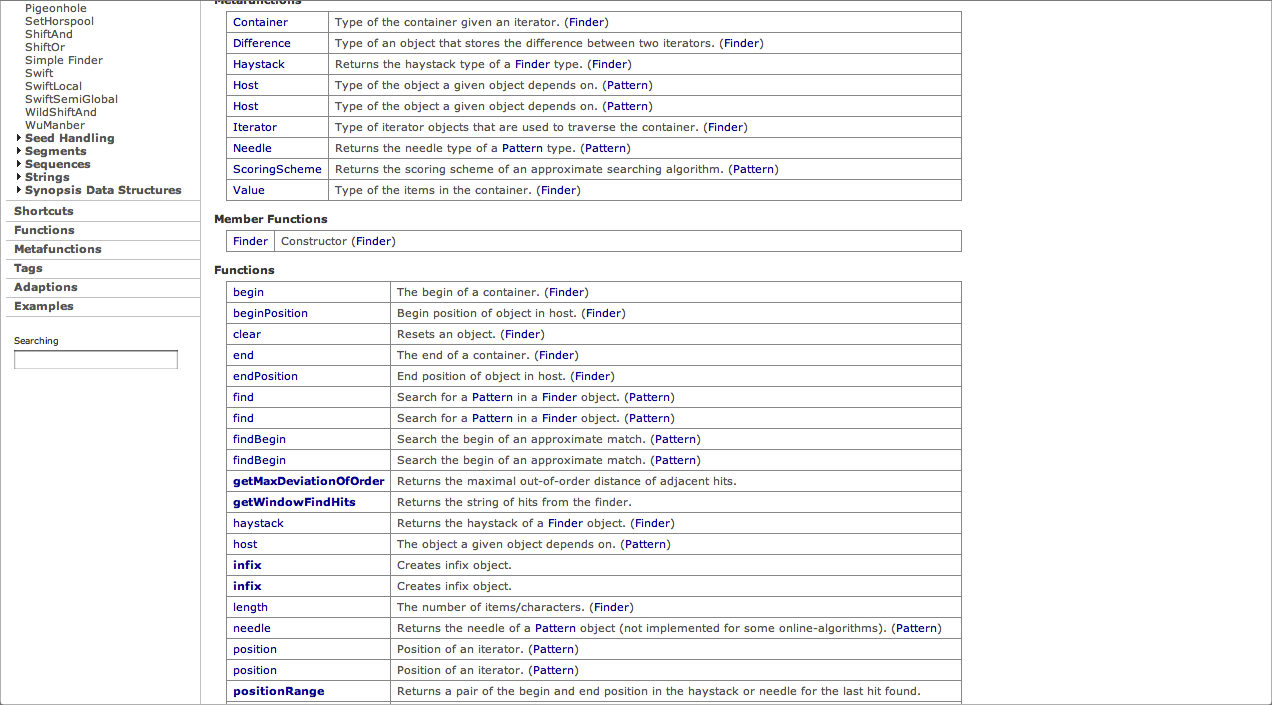 Pigeonhole
SetHorspool
ShiftAnd
ShiftOr
Simple Finder
Swift
SwiftLocal
SwiftSemiGlobal
WildShiftAnd
WuManber
Seed Handling
Segments
Sequences
Strings
Synopsis Data Structures
Shortcuts
Functions
Metafunctions
Tags
Adaptions
Examples
Searching
Metafunctions
Container Type of the container given an iterator. (Finder)
Difference Type of an object that stores the difference between two iterators. (Finder)
Haystack Returns the haystack type of a Finder type. (Finder)
Host Type of the object a given object depends on. (Pattern)
Host Type of the object a given object depends on. (Pattern)
Iterator Type of iterator objects that are used to traverse the container. (Finder)
Needle Returns the needle type of a Pattern type. (Pattern)
ScoringScheme Returns the scoring scheme of an approximate searching algorithm. (Pattern)
Value Type of the items in the container. (Finder)
Member Functions
Finder Constructor (Finder)
Functions
begin The begin of a container. (Finder)
beginPosition Begin position of object in host. (Finder)
clear Resets an object. (Finder)
end The end of a container. (Finder)
endPosition End position of object in host. (Finder)
find Search for a Pattern in a Finder object. (Pattern)
find Search for a Pattern in a Finder object. (Pattern)
findBegin Search the begin of an approximate match. (Pattern)
findBegin Search the begin of an approximate match. (Pattern)
getMaxDeviationOfOrder Returns the maximal out-of-order distance of adjacent hits.
getWindowFindHits Returns the string of hits from the finder.
haystack Returns the haystack of a Finder object. (Finder)
host The object a given object depends on. (Pattern)
infix Creates infix object.
infix Creates infix object.
length The number of items/characters. (Finder)
needle Returns the needle of a Pattern object (not implemented for some online-algorithms). (Pattern)
position Position of an iterator. (Pattern)
position Position of an iterator. (Pattern)
positionRange Returns a pair of the begin and end position in the haystack or needle for the last hit found.